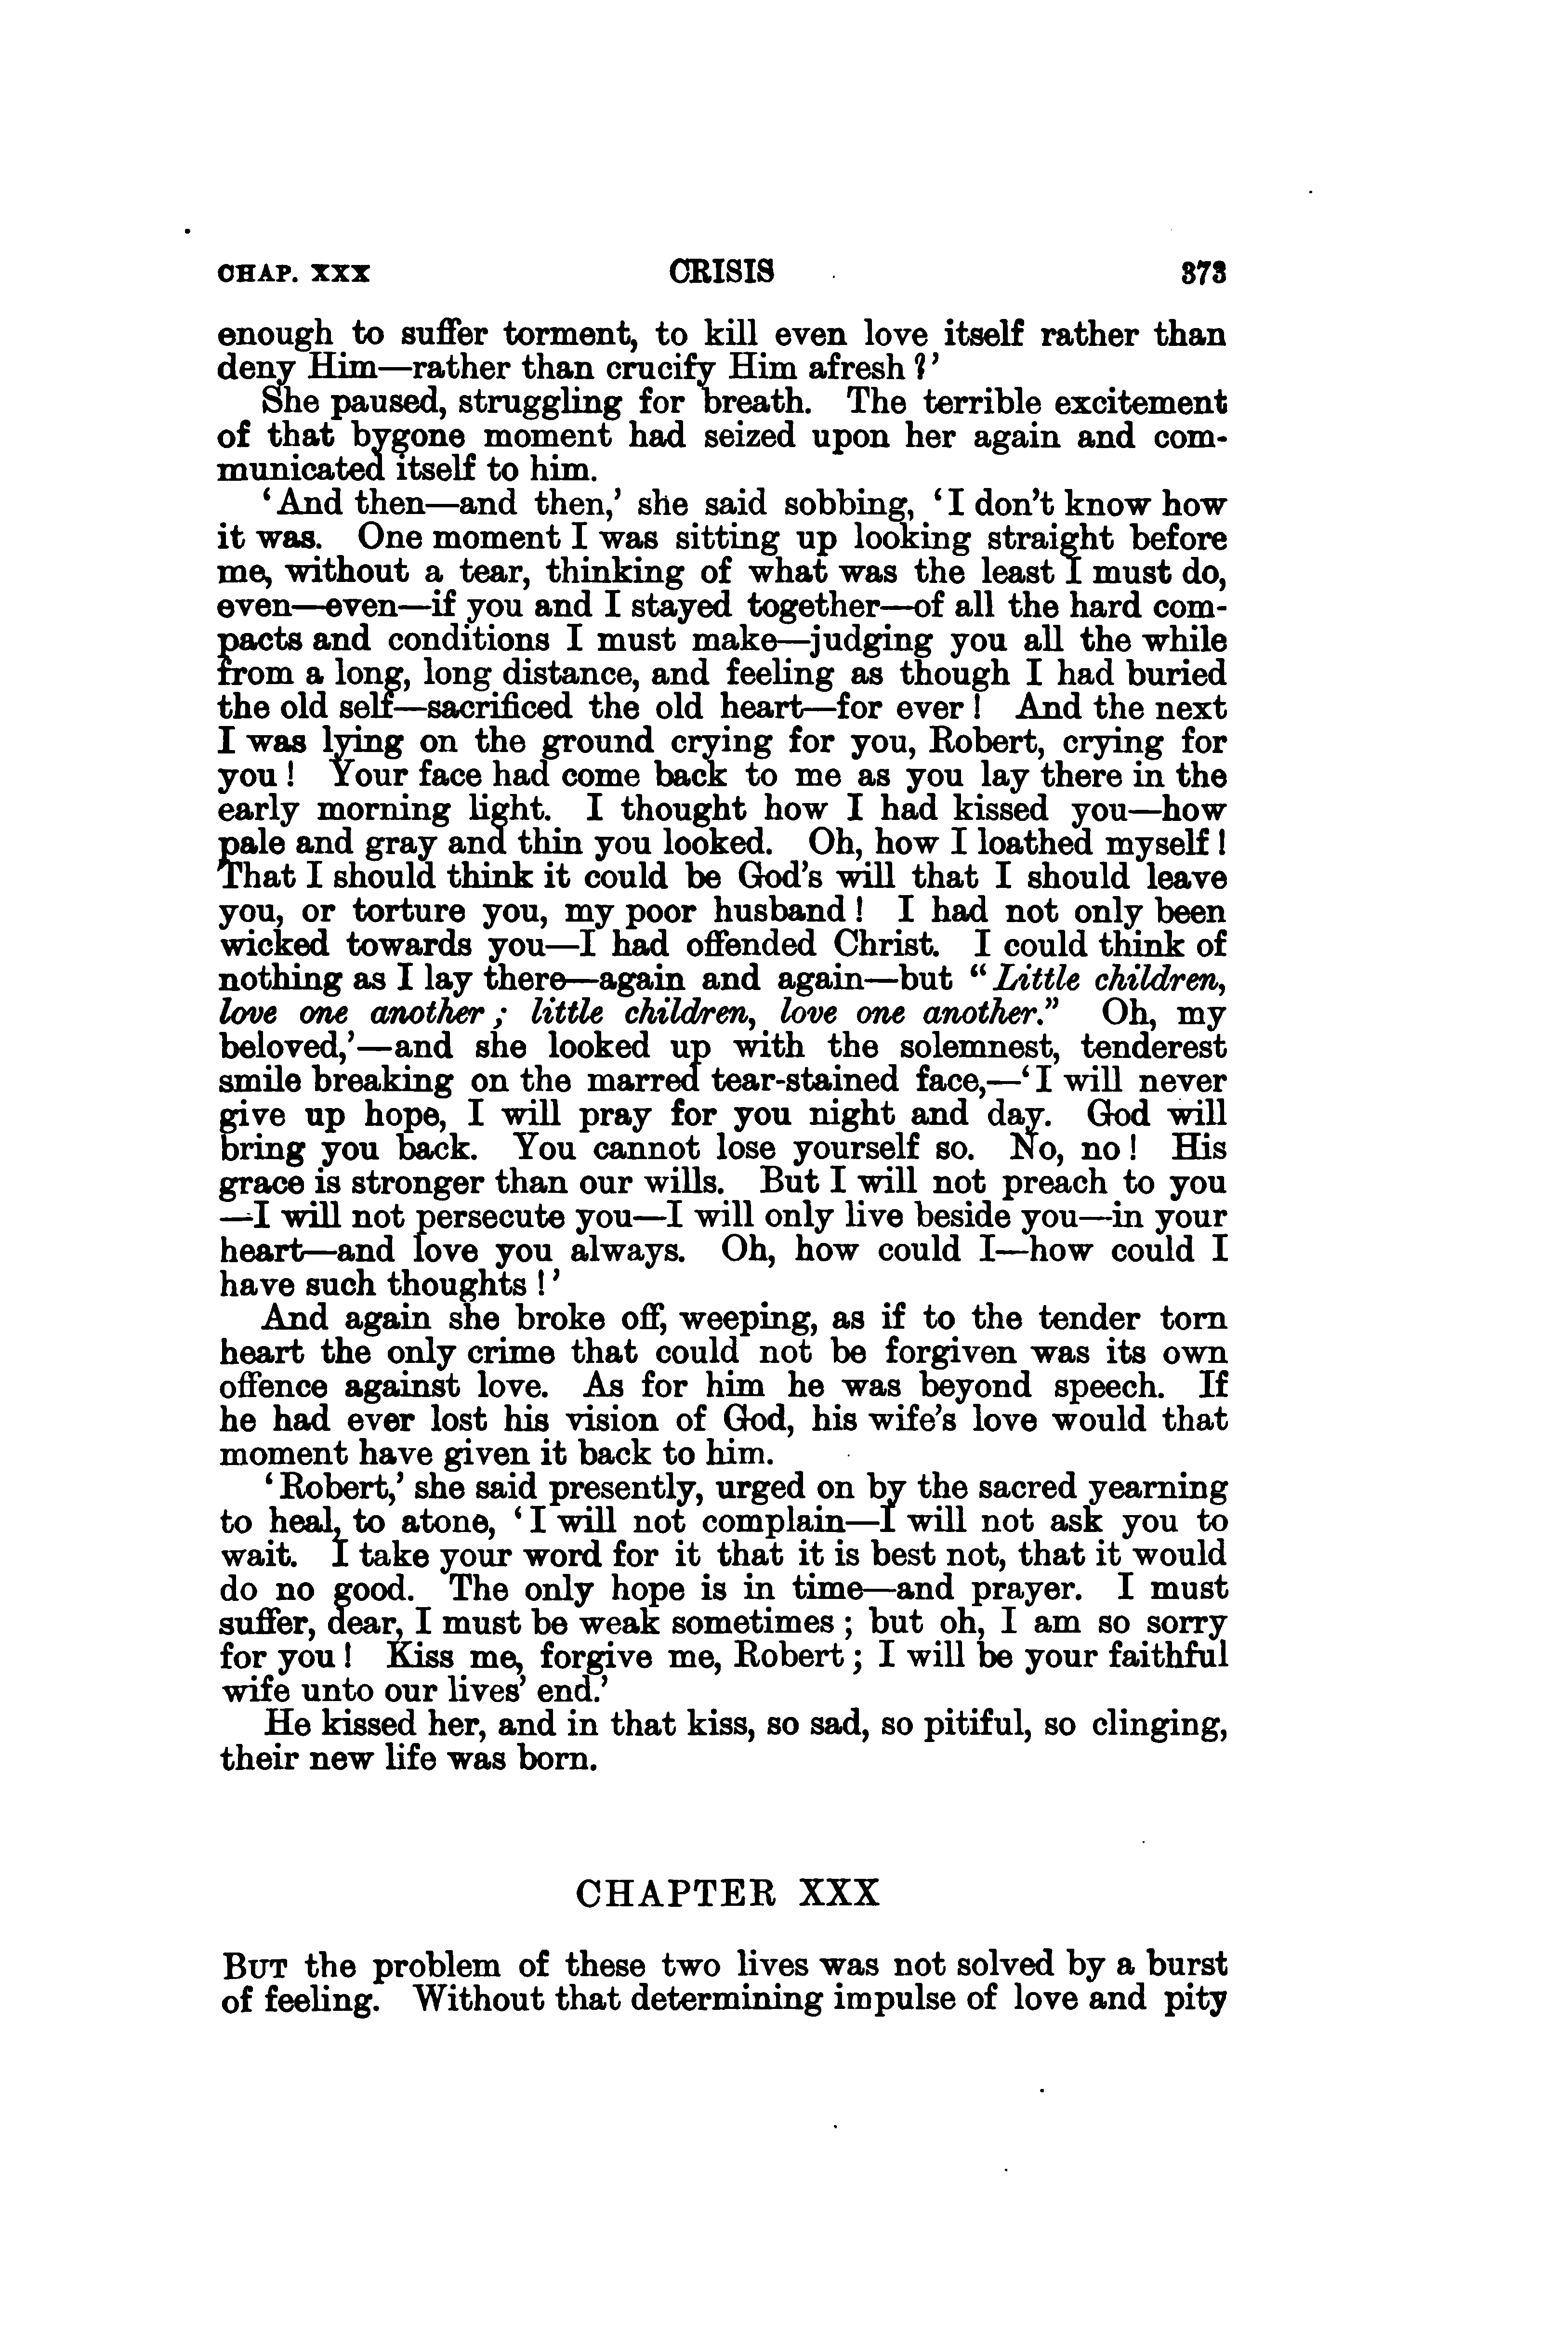 CHAP. XXX CRISIS 373
enough to suffer torment, to kill even love itself rather than
deny Him—rather than crucify Him afresh?'
She paused, struggling for breath. The terrible excitement
of that bygone moment had seized upon her again and com-
municated itself to him.
'And then—and then,' she said sobbing, 'I don't know how
it was. One moment I was sitting up looking straight before
me, without a tear, thinking of what was the least I must do,
even—even—if you and I stayed together—of all the hard com-
pacts and conditions I must make—judging you all the while
from a long, long distance, and feeling as though I had buried
the old self—sacrificed the old heart—for ever! And the next
I was lying on the ground crying for you, Robert, crying for
you! Your face had come back to me as you lay there in the
early morning light. I thought how I had kissed you—how
pale and gray and thin you looked. Oh, how I loathed myself!
That I should think it could be God's will that I should leave
you, or torture you, my poor husband! I had not only been
wicked towards you—I had offended Christ. I could think of
nothing as I lay there—again and again—but "Little children,
love one another; little children, love one another." Oh, my
beloved,'—and she looked up with the solemnest, tenderest
smile breaking on the marred tear-stained face,—'I will never
give up hope, I will pray for you night and day. God will
bring you back. You cannot lose yourself so. No, no! His
grace is stronger than our wills. But I will not preach to you
—I will not persecute you—I will only live beside you—in your
heart—and love you always. Oh, how could I—how could I
have such thoughts!'
And again she broke off, weeping, as if to the tender torn
heart the only crime that could not be forgiven was its own
offence against love. As for him he was beyond speech. If
he had ever lost his vision of God, his wife's love would that
moment have given it back to him.
'Robert,' she said presently, urged on by the sacred yearning
to heal, to atone, 'I will not complain—I will not ask you to
wait. I take your word for it that it is best not, that it would
do no good. The only hope is in time—and prayer. I must
suffer, dear, I must be weak sometimes; but oh, I am so sorry
for you! Kiss me, forgive me, Robert; I will be your faithful
wife unto our lives' end.'
He kissed her, and in that kiss, so sad, so pitiful, so clinging,
their new life was born.
CHAPTER XXX
BUT the problem of these two lives was not solved by a burst
of feeling. Without that determining impulse of love and pity